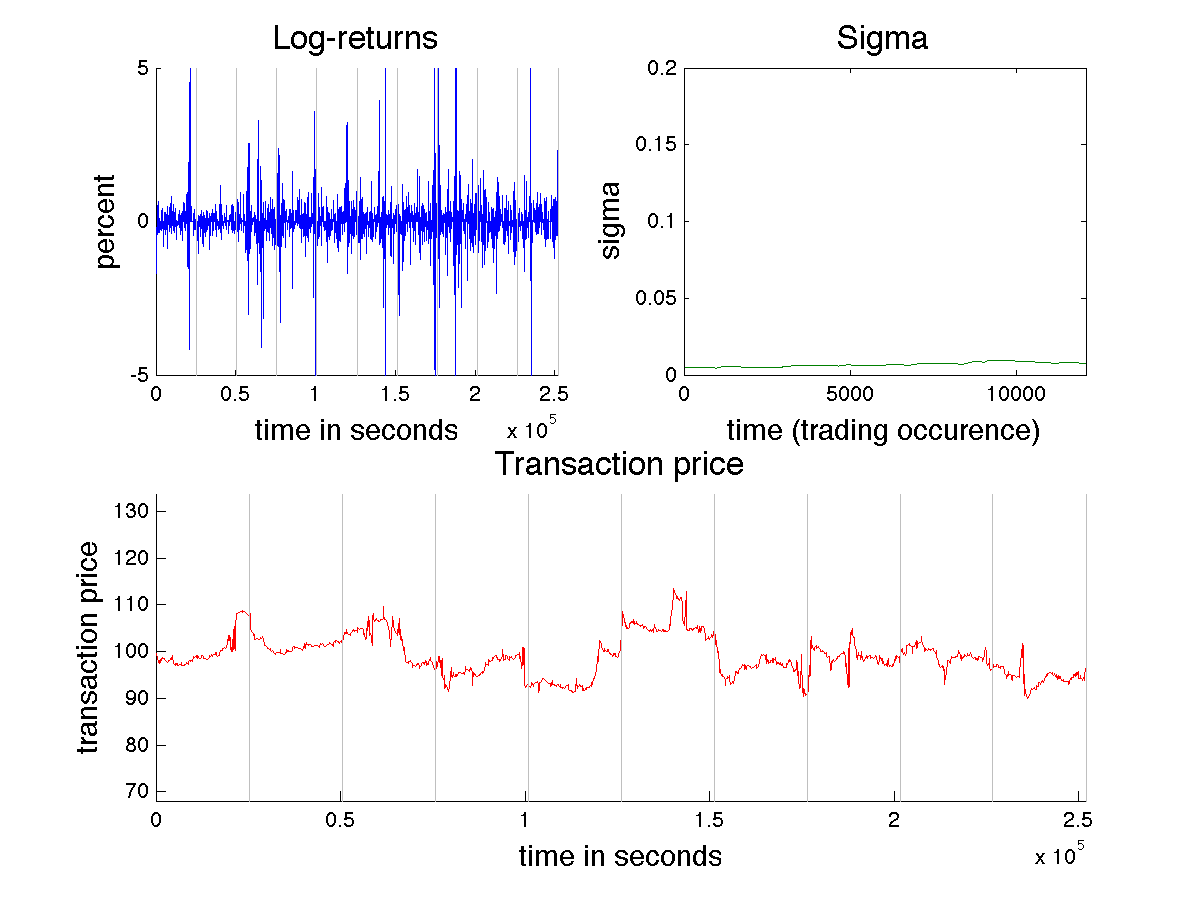 Log-returns
5
0
-5
percent
0
0.5
1
1.5
2
2.5
time in seconds
x 10^5
Sigma
0.2
0.15
0.1
0.05
0
sigma
0
5000
10000
time (trading occurence)
Transaction price
130
120
110
100
90
80
70
transaction price
0
0.5
1
1.5
2
2.5
time in seconds
x 10^5